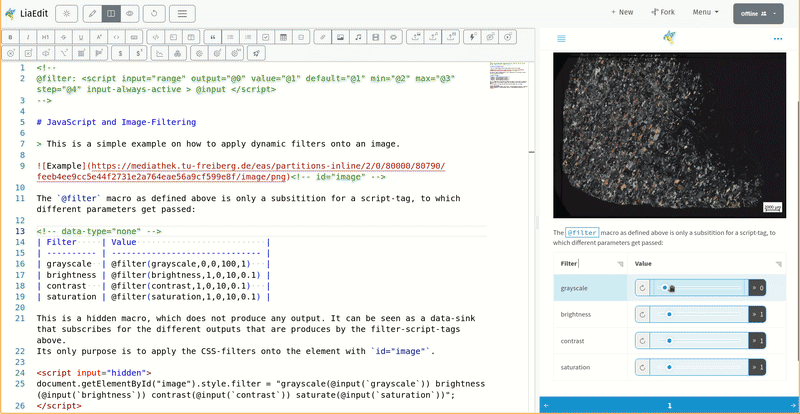 LiaEdit
+ New
Fork
Menu
Offline
1 <!--
2 @filter: <script input="range" output="@0" value="@1" default="@1" min="@2" max="@3"
step="@4" input-always-active > @input </script>
3 -->
4
5 # JavaScript and Image-Filtering
6
7 > This is a simple example on how to apply dynamic filters onto an image.
8
9 ![Example](https://mediathek.tu-freiberg.de/eas/partitions-inline/2/0/80000/80790/
feeb4ee9cc5e44f2731e2a764eae56a9cf599e8f/image/png)<!-- id="image" -->
10
11 The `@filter` macro as defined above is only a subsitition for a script-tag, to which
different parameters get passed:
12
13 <!-- data-type="none" -->
14 | Filter | Value |
15 | ---------- | ----------------------------- |
16 | grayscale | @filter(grayscale,0,0,100,1) |
17 | brightness | @filter(brightness,1,0,10,0.1) |
18 | contrast | @filter(contrast,1,0,10,0.1) |
19 | saturation | @filter(saturation,1,0,10,0.1) |
20
21 This is a hidden macro, which does not produce any output. It can be seen as a data-sink
that subscribes for the different outputs that are produces by the filter-script-tags
above.
22 Its only purpose is to apply the CSS-filters onto the element with `id="image"`.
23
24 <script input="hidden">
25 document.getElementById("image").style.filter = "grayscale(@input(`grayscale`)) brightness
(@input(`brightness`)) contrast(@input(`contrast`)) saturate(@input(`saturation`))";
26 </script>
The @filter macro as defined above is only a subsitition for a script-tag, to
which different parameters get passed:
Filter Value
grayscale 0
brightness 1
contrast 1
saturation 1
1